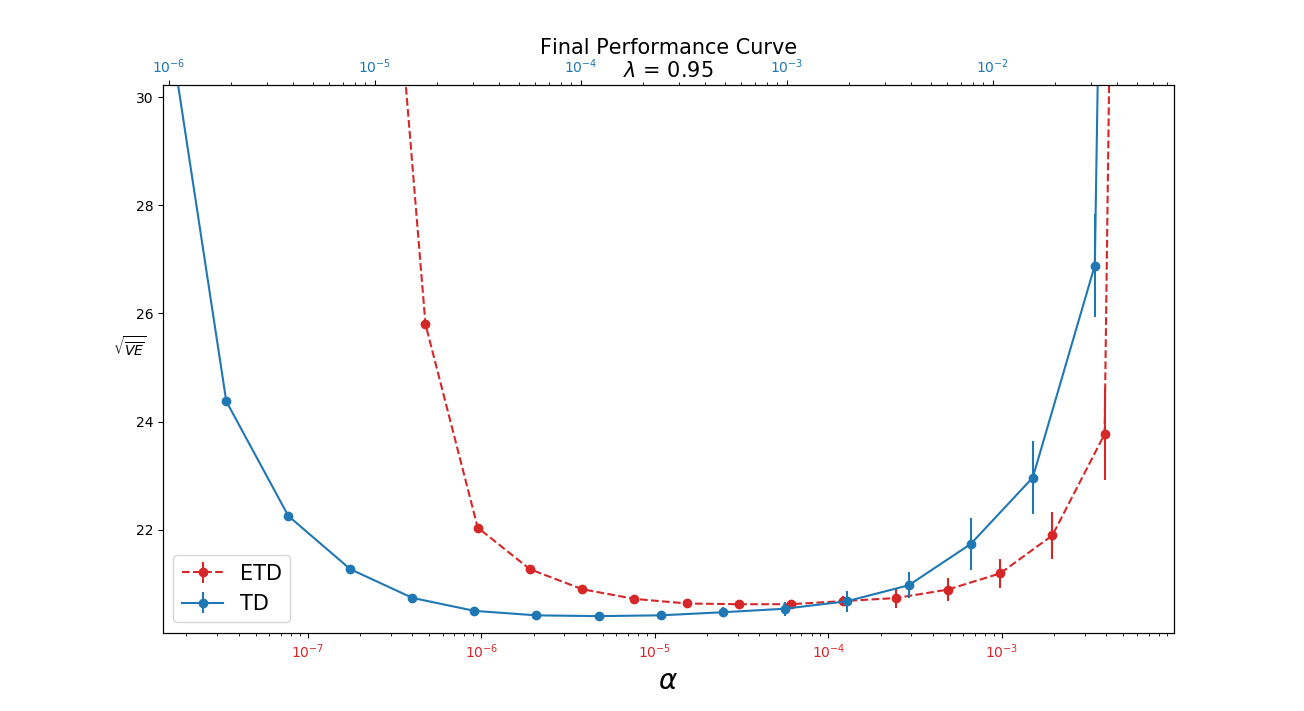 Final Performance Curve
λ = 0.95
10⁻⁶ 10⁻⁵ 10⁻⁴ 10⁻³ 10⁻²
30
28
26
√VE
24
22
ETD
TD
10⁻⁷ 10⁻⁶ 10⁻⁵ 10⁻⁴ 10⁻³
α